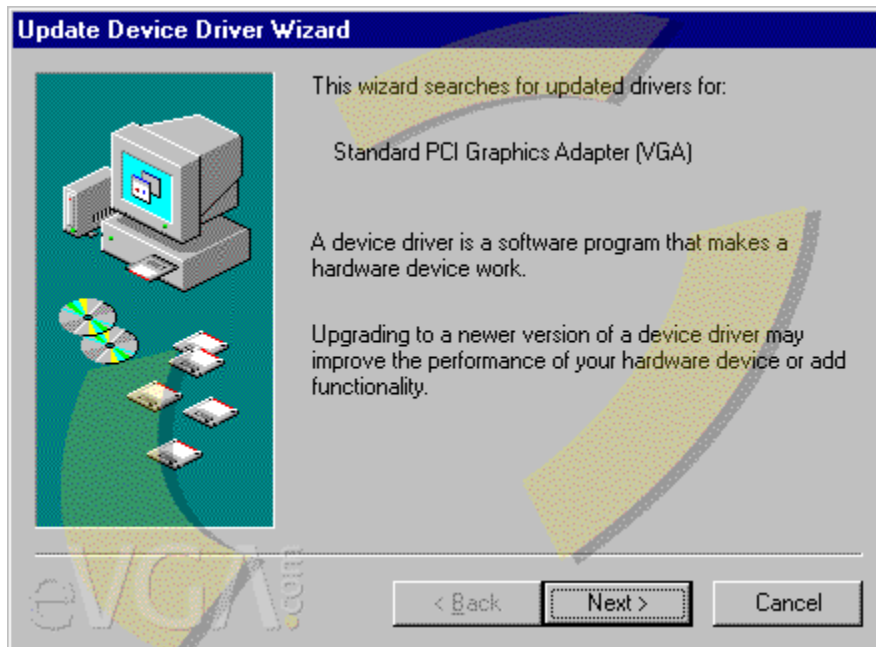 Update Device Driver Wizard
This wizard searches for updated drivers for:
Standard PCI Graphics Adapter (VGA)
A device driver is a software program that makes a
hardware device work.
Upgrading to a newer version of a device driver may
improve the performance of your hardware device or add
functionality.
eVGA.com
< Back Next > Cancel